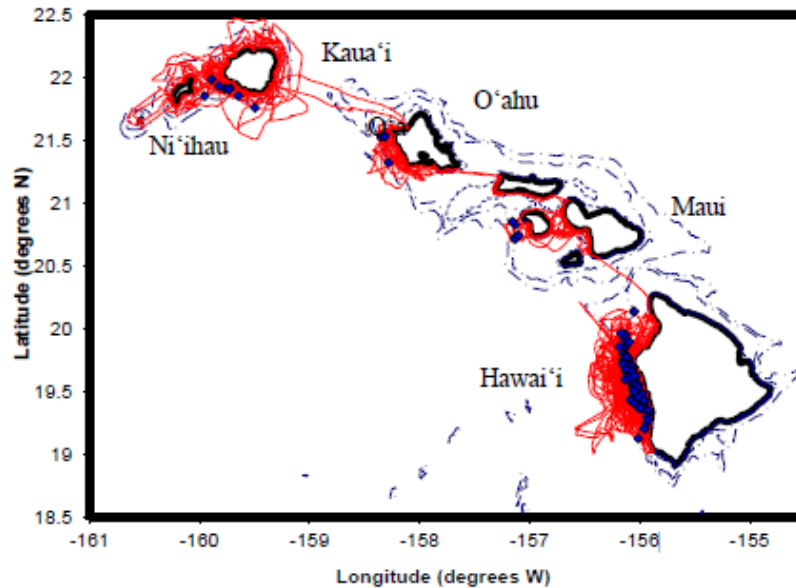 22.5
Kaua‘i
22
O‘ahu
21.5
Ni‘ihau
21
Maui
20.5
20
19.5
Hawai‘i
19
18.5
-161 -160 -159 -158 -157 -156 -155
Latitude (degrees N)
Longitude (degrees W)